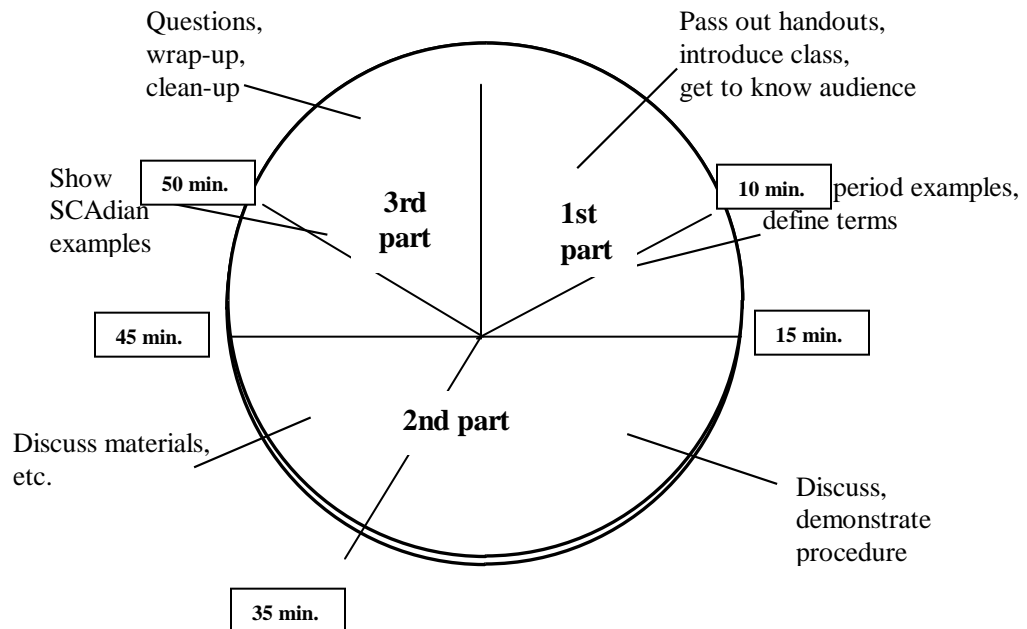 Questions,
wrap-up,
clean-up
Pass out handouts,
introduce class,
get to know audience
Show
SCAdian
examples
50 min.
3rd
part
1st
part
10 min.
period examples,
define terms
45 min.
15 min.
2nd part
Discuss materials,
etc.
Discuss,
demonstrate
procedure
35 min.